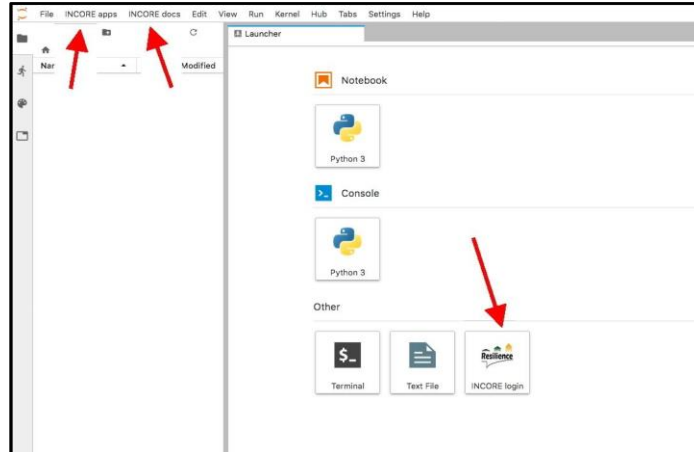 File INCORE apps INCORE docs Edit View Run Kernel Hub Tabs Settings Help
Launcher
Modified
Notebook
Python 3
Console
Python 3
Other
$_
Resilience
Terminal Text File INCORE login